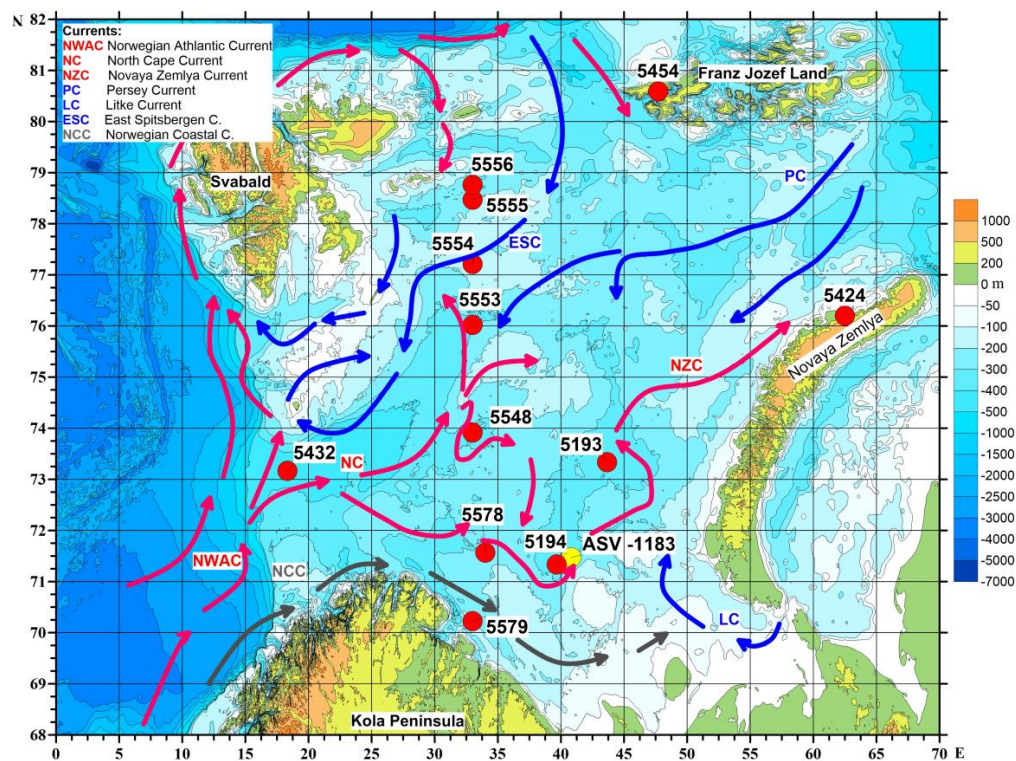 N
82
81
80
79
78
77
76
75
74
73
72
71
70
69
68
Currents:
NWAC Norwegian Athlantic Current
NC North Cape Current
NZC Novaya Zemlya Current
PC Persey Current
LC Litke Current
ESC East Spitsbergen C.
NCC Norwegian Coastal C.
5454
Franz Jozef Land
Svabald
5556
5555
PC
5554
ESC
5553
5424
Novaya Zemlya
NZC
5548
5432
NC
5193
5578
5194
ASV -1183
NWAC
NCC
5579
LC
Kola Peninsula
0 5 10 15 20 25 30 35 40 45 50 55 60 65 70 E
1000
500
200
0 m
-50
-100
-200
-300
-400
-500
-1000
-2000
-3000
-4000
-5000
-7000